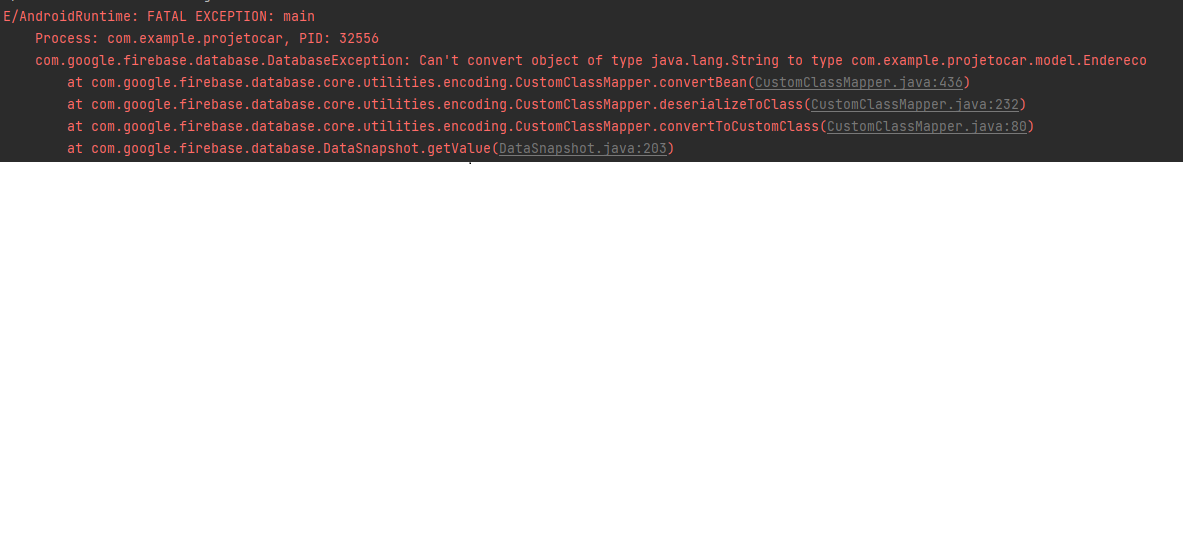 E/AndroidRuntime: FATAL EXCEPTION: main
Process: com.example.projetocar, PID: 32556
com.google.firebase.database.DatabaseException: Can't convert object of type java.lang.String to type com.example.projetocar.model.Endereco
at com.google.firebase.database.core.utilities.encoding.CustomClassMapper.convertBean(CustomClassMapper.java:436)
at com.google.firebase.database.core.utilities.encoding.CustomClassMapper.deserializeToClass(CustomClassMapper.java:232)
at com.google.firebase.database.core.utilities.encoding.CustomClassMapper.convertToCustomClass(CustomClassMapper.java:80)
at com.google.firebase.database.DataSnapshot.getValue(DataSnapshot.java:203)